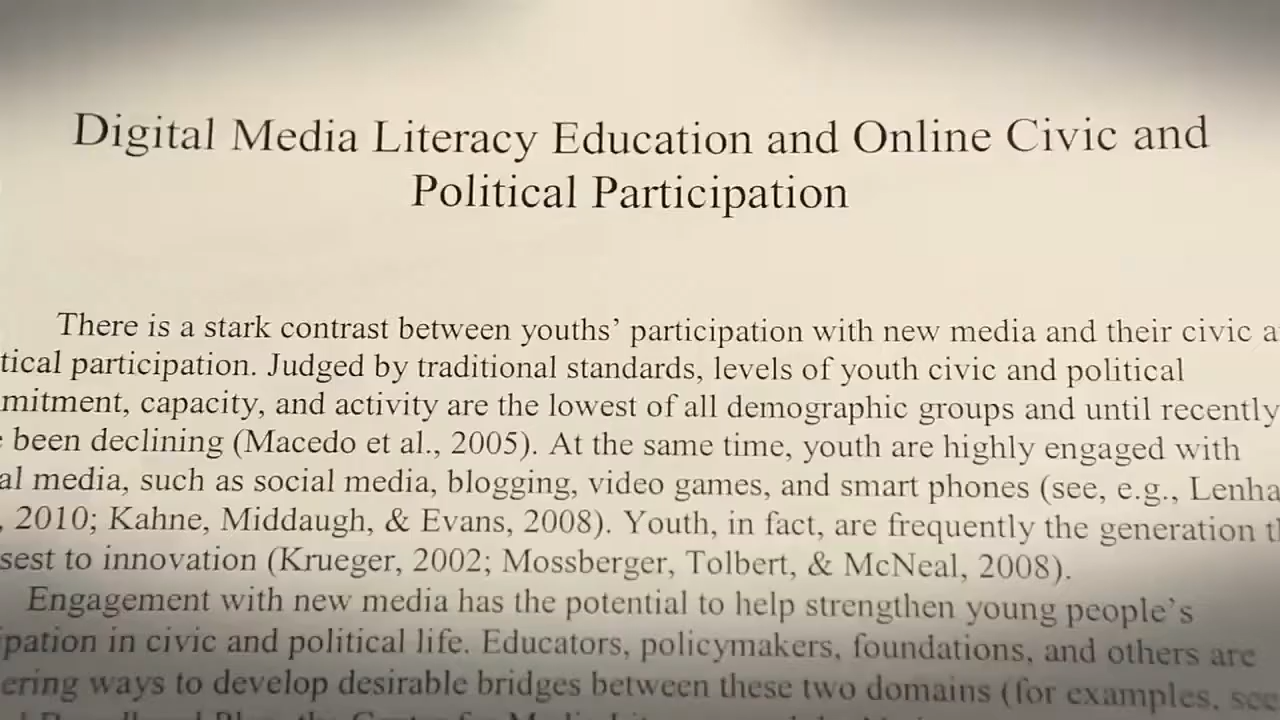 Digital Media Literacy Education and Online Civic and
Political Participation
There is a stark contrast between youths’ participation with new media and their civic a
tical participation. Judged by traditional standards, levels of youth civic and political
mitment, capacity, and activity are the lowest of all demographic groups and until recently
been declining (Macedo et al., 2005). At the same time, youth are highly engaged with
al media, such as social media, blogging, video games, and smart phones (see, e.g., Lenha
, 2010; Kahne, Middaugh, & Evans, 2008). Youth, in fact, are frequently the generation th
sest to innovation (Krueger, 2002; Mossberger, Tolbert, & McNeal, 2008).
Engagement with new media has the potential to help strengthen young people’s
ipation in civic and political life. Educators, policymakers, foundations, and others are
ering ways to develop desirable bridges between these two domains (for examples, see